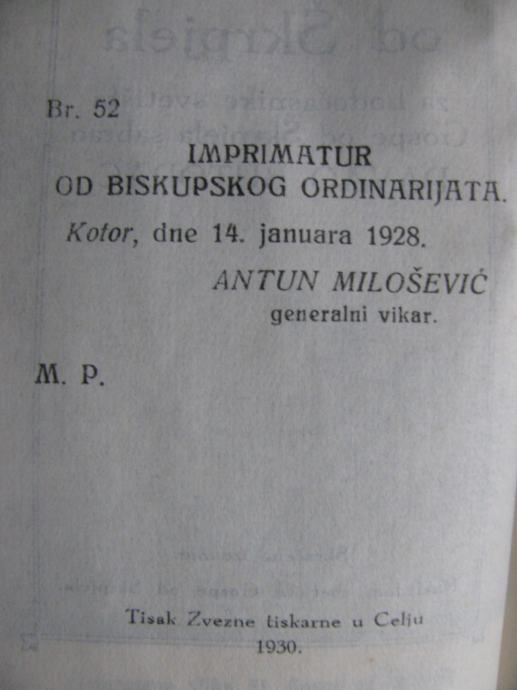 Br. 52
IMPRIMATUR
OD BISKUPSKOG ORDINARIJATA.
Kotor, dne 14. januara 1928.
ANTUN MILOŠEVIĆ
generalni vikar.
M. P.
Tisak Zvezne tiskarne u Celju
1930.